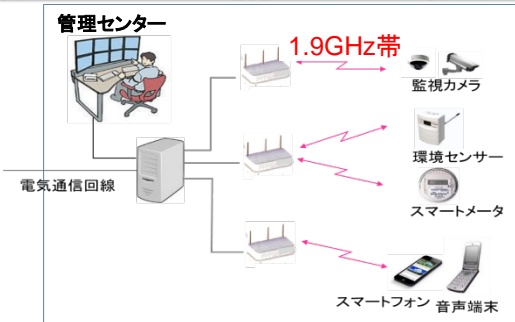 管理センター
1.9GHz帯
監視カメラ
環境センサー
電気通信回線
スマートメータ
スマートフォン 音声端末